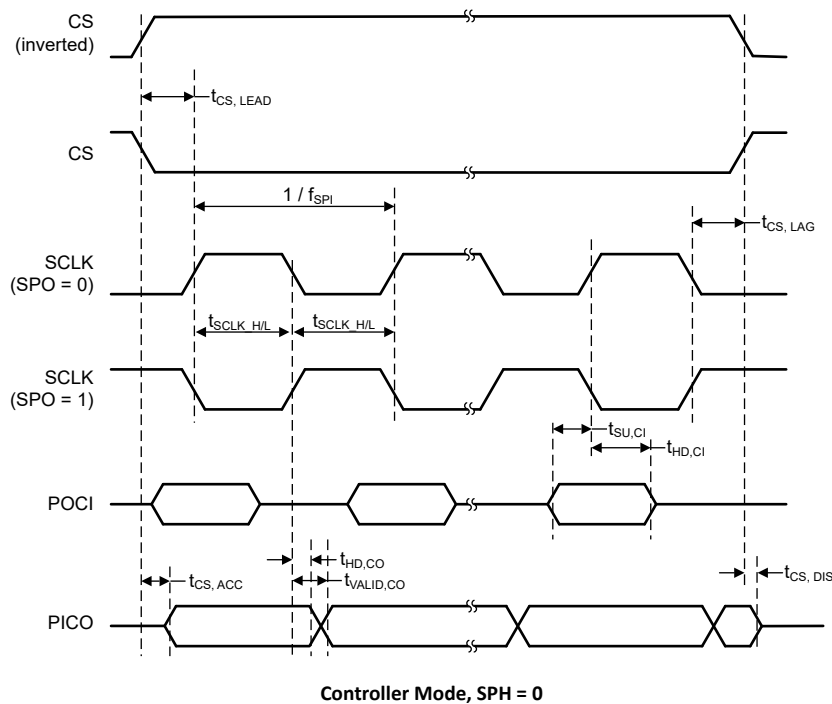 CS
(inverted)
tCS, LEAD
CS
1 / fSPI
tCS, LAG
SCLK
(SPO = 0)
tSCLK_H/L
tSCLK_H/L
SCLK
(SPO = 1)
tSU,CI
tHD,CI
POCI
tHD,CO
tCS, ACC
tVALID,CO
tCS, DIS
PICO
Controller Mode, SPH = 0